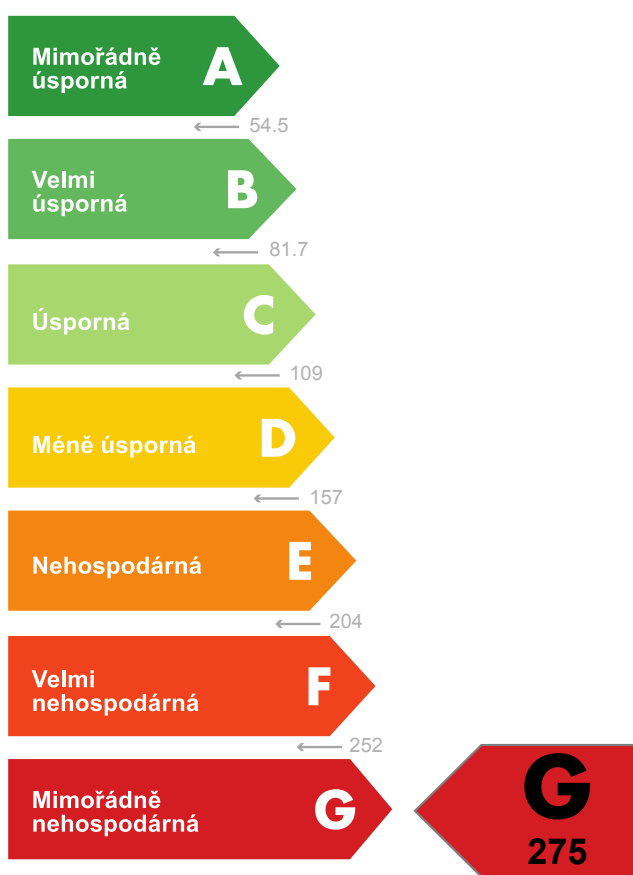 Mimořádně
úsporná
A
54.5
Velmi
úsporná
B
81.7
Úsporná
C
109
Méně úsporná
D
157
Nehospodárná
E
204
Velmi
nehospodárná
F
252
Mimořádně
nehospodárná
G
G
275